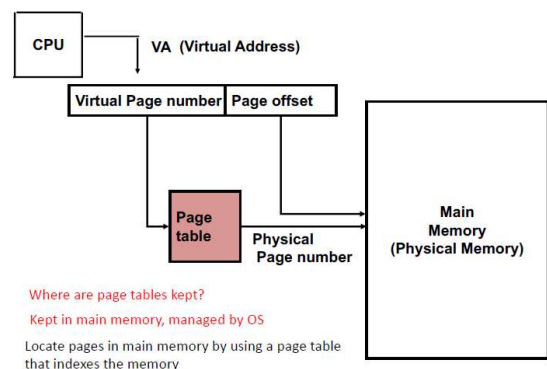 CPU
VA (Virtual Address)
Virtual Page number Page offset
Page
table
Physical
Page number
Main
Memory
(Physical Memory)
Where are page tables kept?
Kept in main memory, managed by OS
Locate pages in main memory by using a page table
that indexes the memory